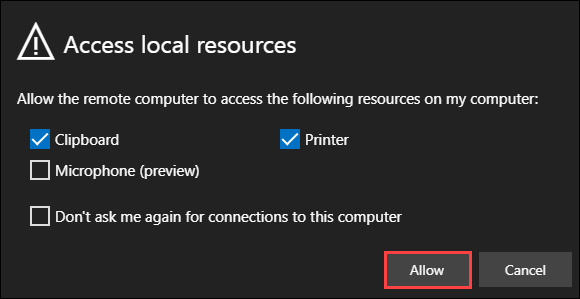 Access local resources
Allow the remote computer to access the following resources on my computer:
Clipboard
Printer
Microphone (preview)
Don't ask me again for connections to this computer
Allow
Cancel